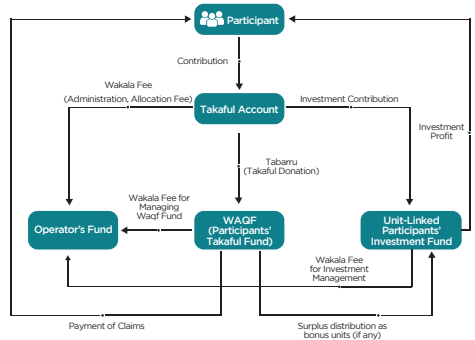 Participant
Contribution
Wakala Fee
(Administration, Allocation Fee)
Takaful Account
Investment Contribution
Investment
Profit
Tabarru
(Takaful Donation)
Operator's Fund
Wakala Fee for
Managing
Waqf Fund
WAQF
(Participants'
Takaful Fund)
Unit-Linked
Participants'
Investment Fund
Wakala Fee
for Investment
Management
Payment of Claims
Surplus distribution as
bonus units (if any)